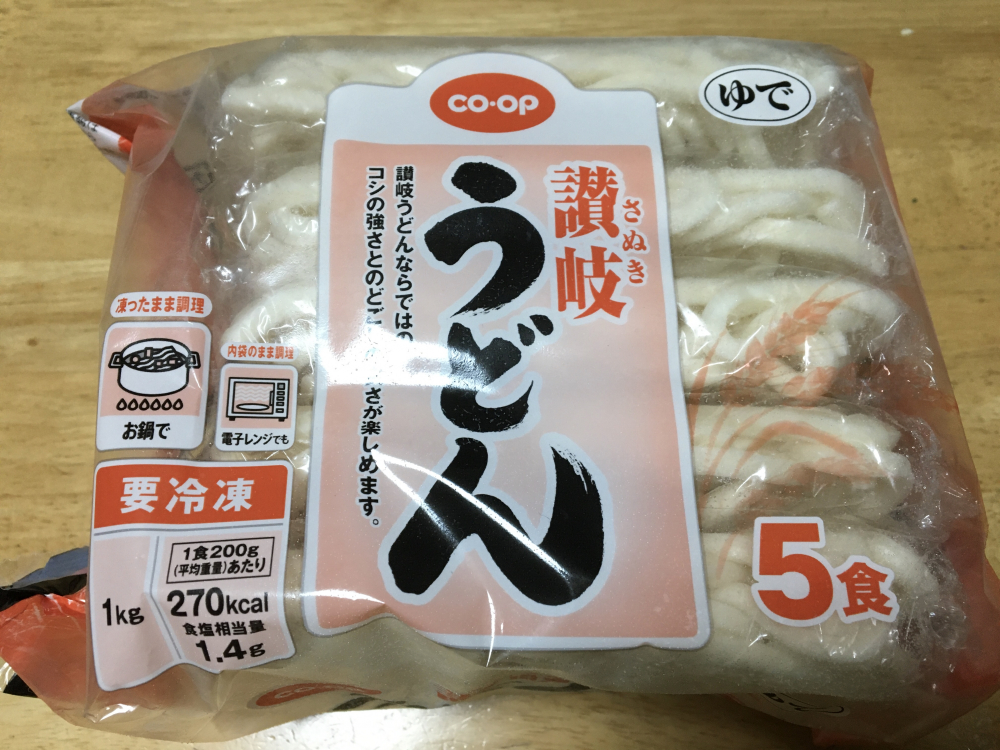 CO·OP
ゆで
さぬき
讃岐
うどん
讃岐うどんならではの
コシの強さとのどご さが楽しめます。
凍ったまま調理
お鍋で
内袋のまま調理
電子レンジでも
要冷凍
1kg
1食200g
(平均重量)あたり
270kcal
食塩相当量
1.4g
5食
CO·OP